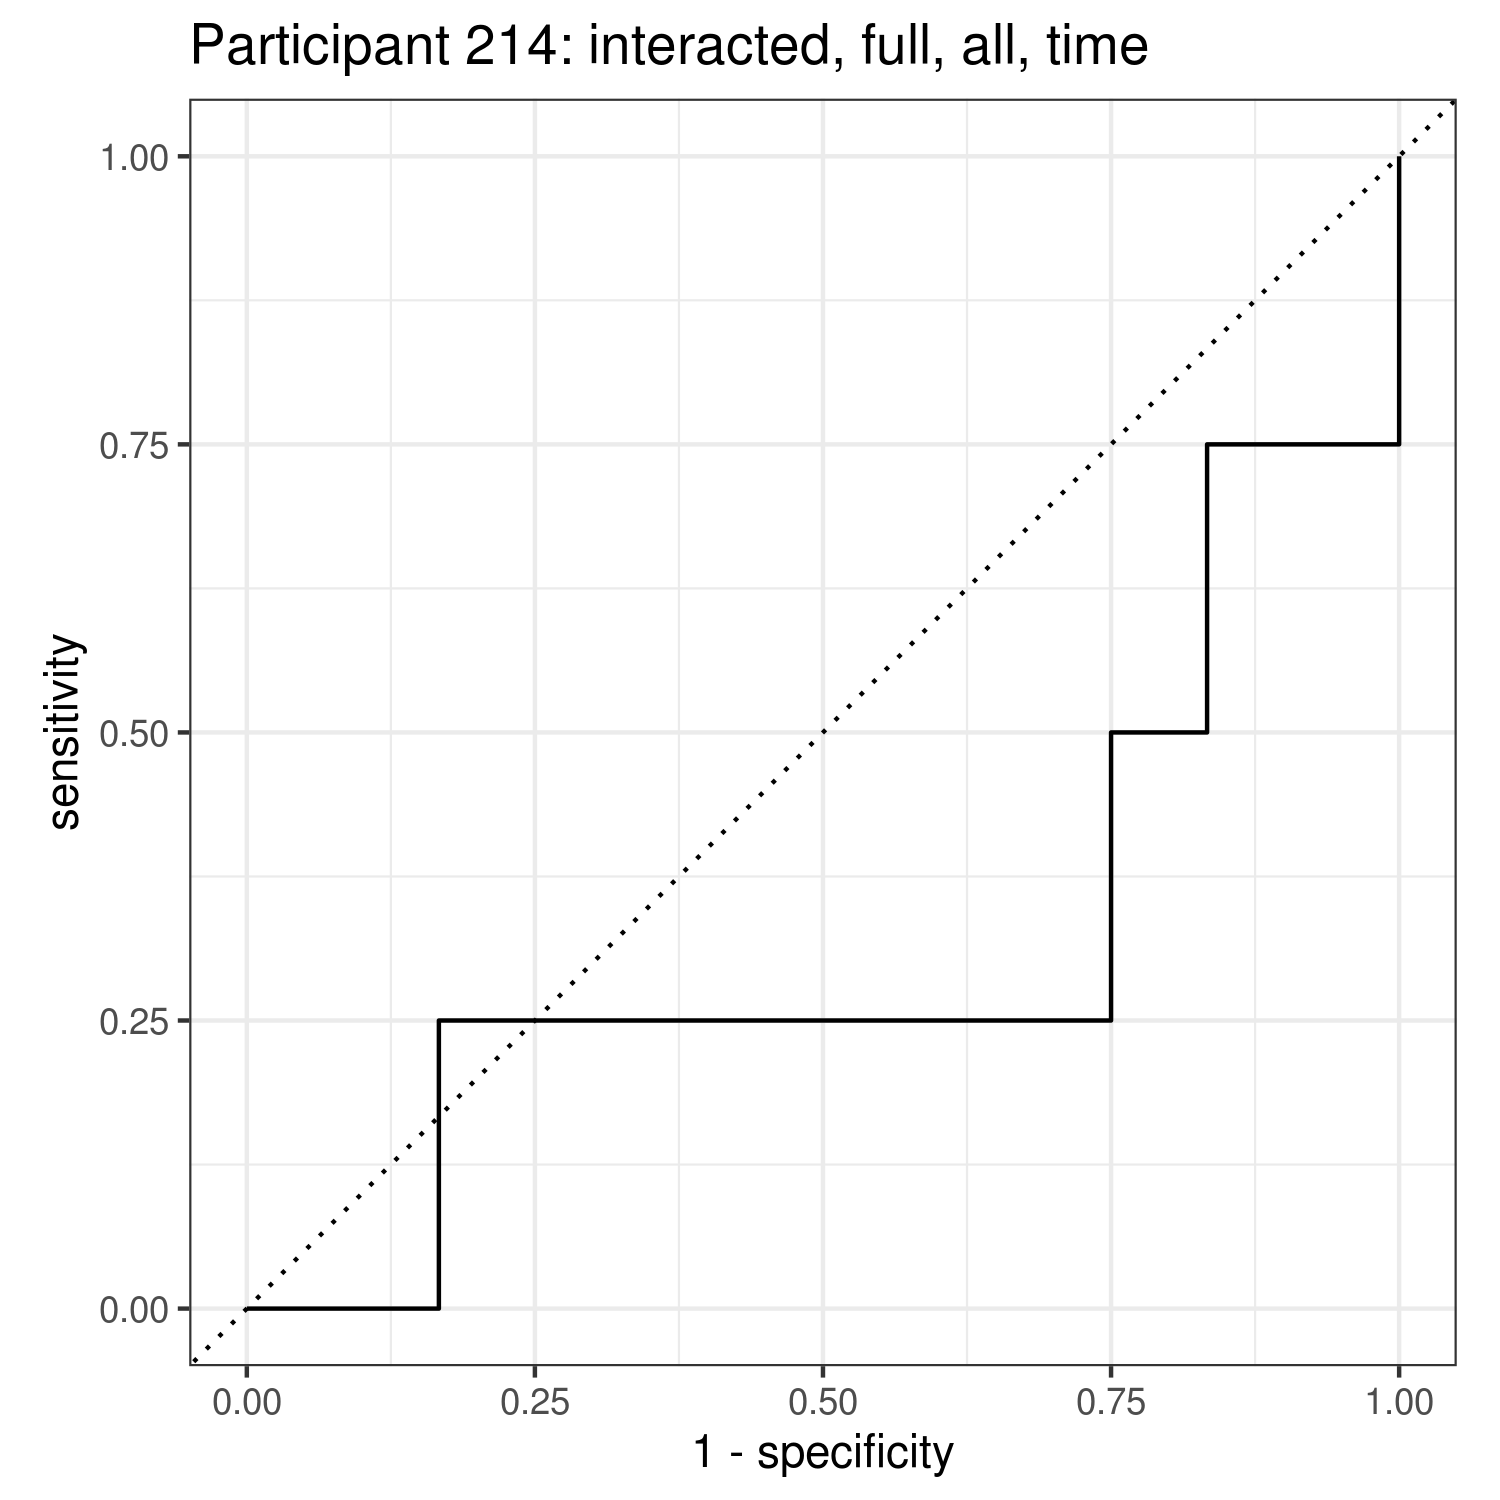 Participant 214: interacted, full, all, time
1.00
0.75
0.50
0.25
0.00
sensitivity
0.00 0.25 0.50 0.75 1.00
1 - specificity